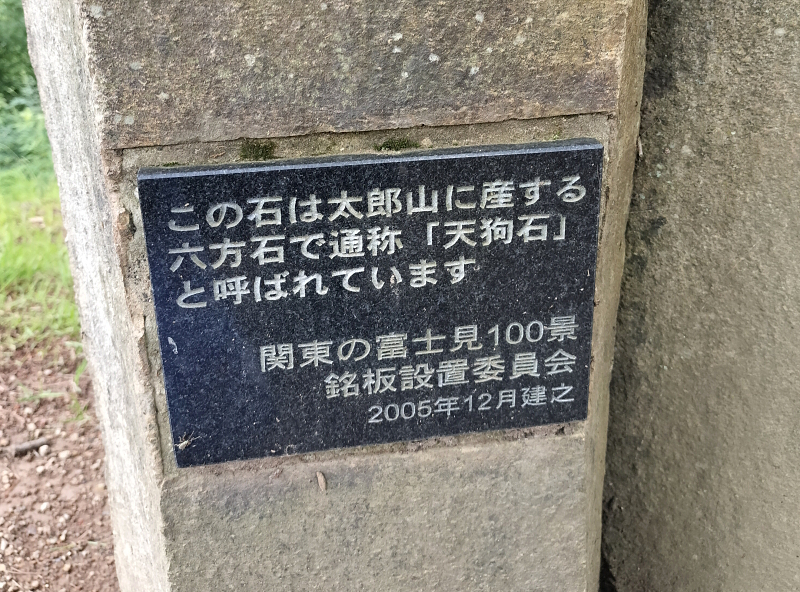 この石は太郎山に産する
六方石で通称「天狗石」
と呼ばれています
関東の富士見100景
銘板設置委員会
2005年12月建之